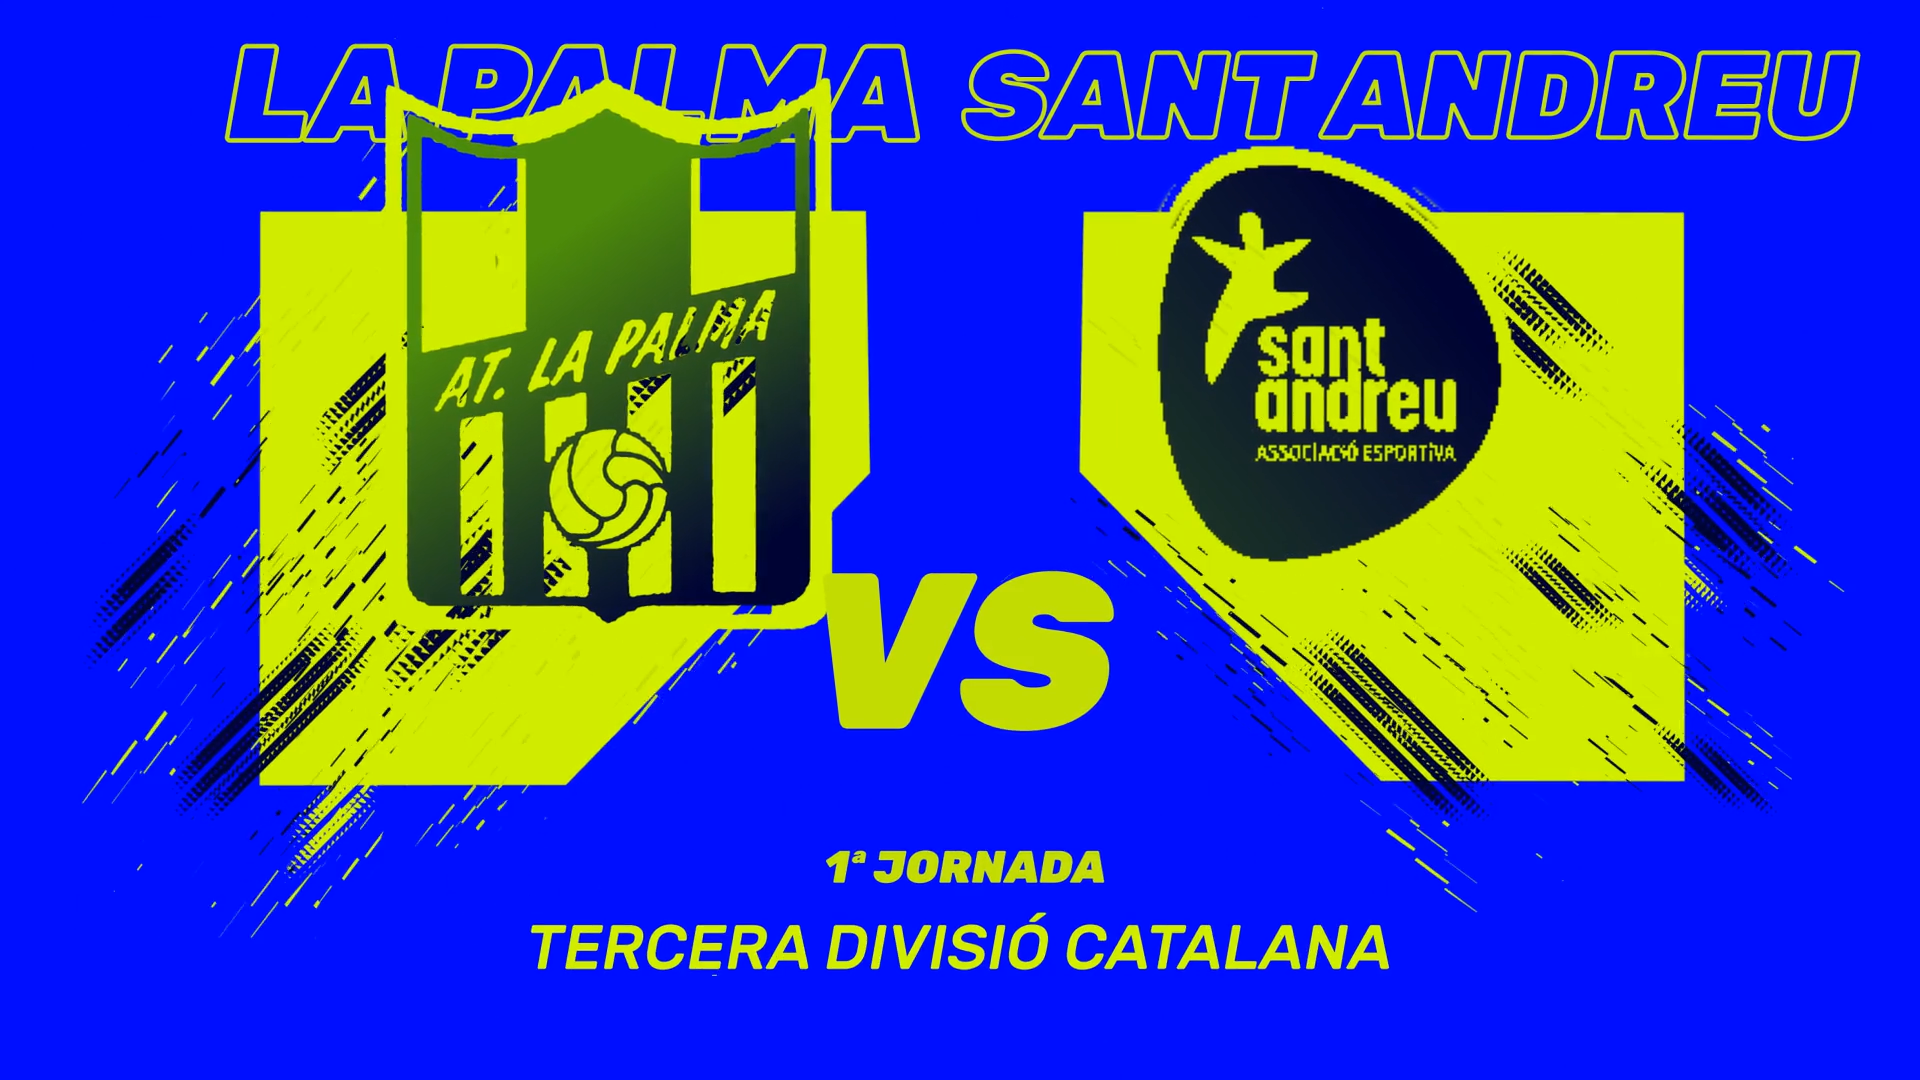 LA PALMA SANT ANDREU
AT. LA PALMA
sant
andreu
ASSOCIACIÓ ESPORTIVA
VS
1ª JORNADA
TERCERA DIVISIÓ CATALANA